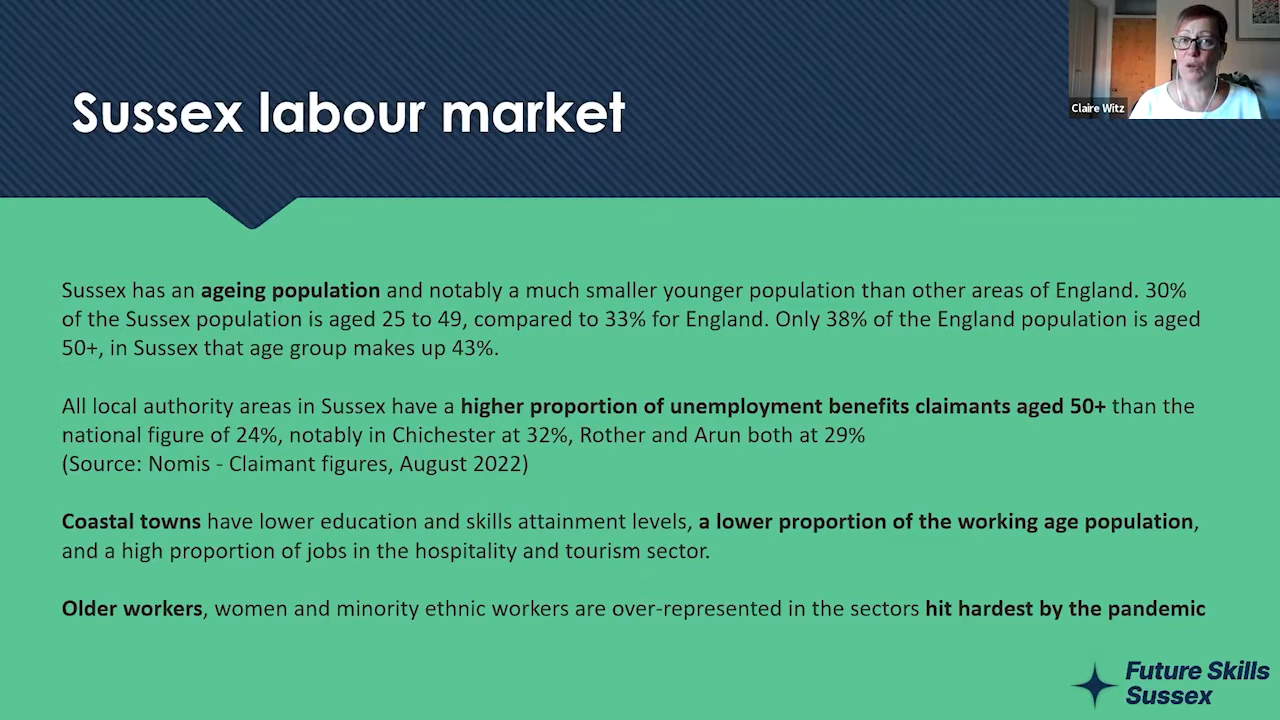 Sussex labour market
Claire Witz
Sussex has an ageing population and notably a much smaller younger population than other areas of England. 30%
of the Sussex population is aged 25 to 49, compared to 33% for England. Only 38% of the England population is aged
50+, in Sussex that age group makes up 43%.
All local authority areas in Sussex have a higher proportion of unemployment benefits claimants aged 50+ than the
national figure of 24%, notably in Chichester at 32%, Rother and Arun both at 29%
(Source: Nomis - Claimant figures, August 2022)
Coastal towns have lower education and skills attainment levels, a lower proportion of the working age population,
and a high proportion of jobs in the hospitality and tourism sector.
Older workers, women and minority ethnic workers are over-represented in the sectors hit hardest by the pandemic
Future Skills
Sussex